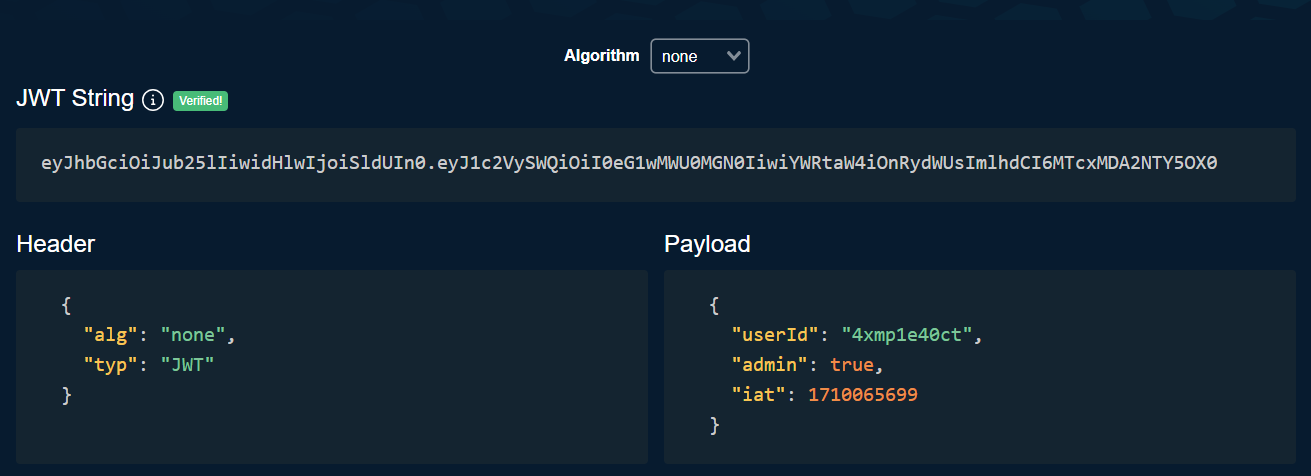 Algorithm none
JWT String i Verified!
eyJhbGciOiJub25lIiwidHlwIjoiSldUIn0.eyJ1c2VySWQiOiI0eG1wMWU0MGN0IiwiYWRtaW4iOnRydWUsImlhdCI6MTcxMDA2NTY5OX0
Header
{
"alg": "none",
"typ": "JWT"
}
Payload
{
"userId": "4xmp1e40ct",
"admin": true,
"iat": 1710065699
}